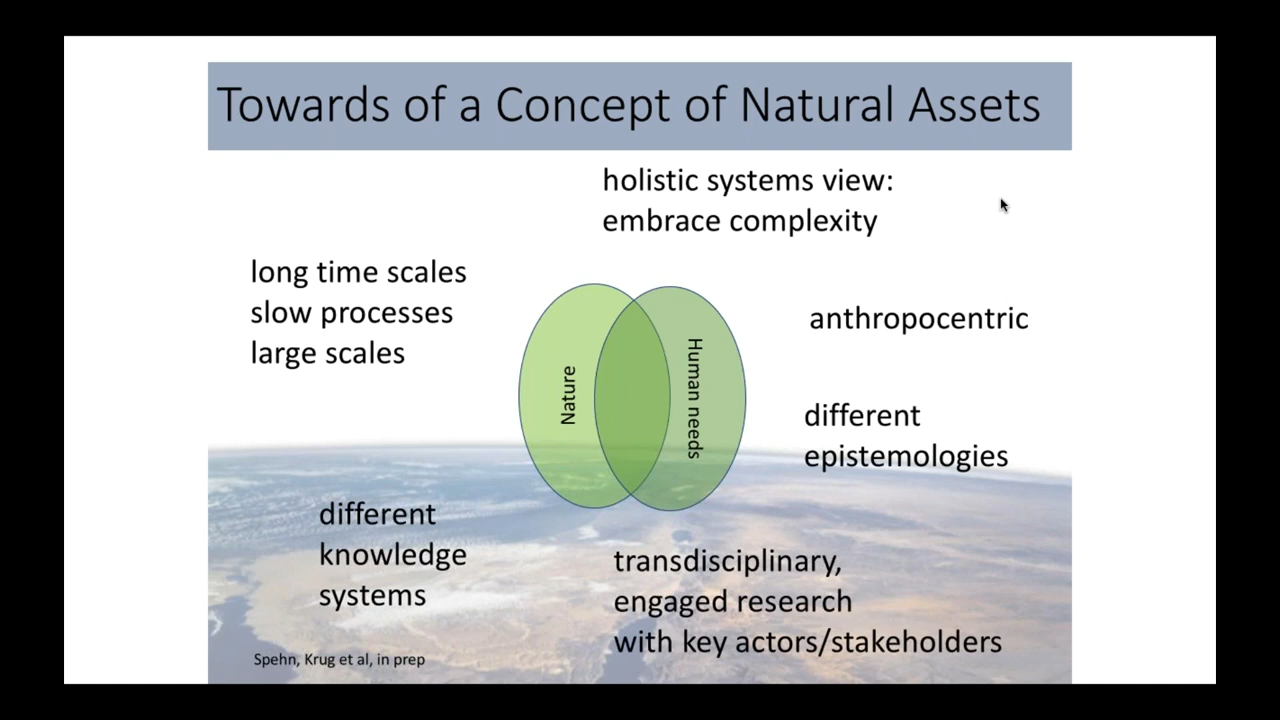 Towards of a Concept of Natural Assets
holistic systems view:
embrace complexity
long time scales
slow processes
large scales
anthropocentric
Nature
Human needs
different
epistemologies
different
knowledge
systems
transdisciplinary,
engaged research
with key actors/stakeholders
Spehn, Krug et al, in prep